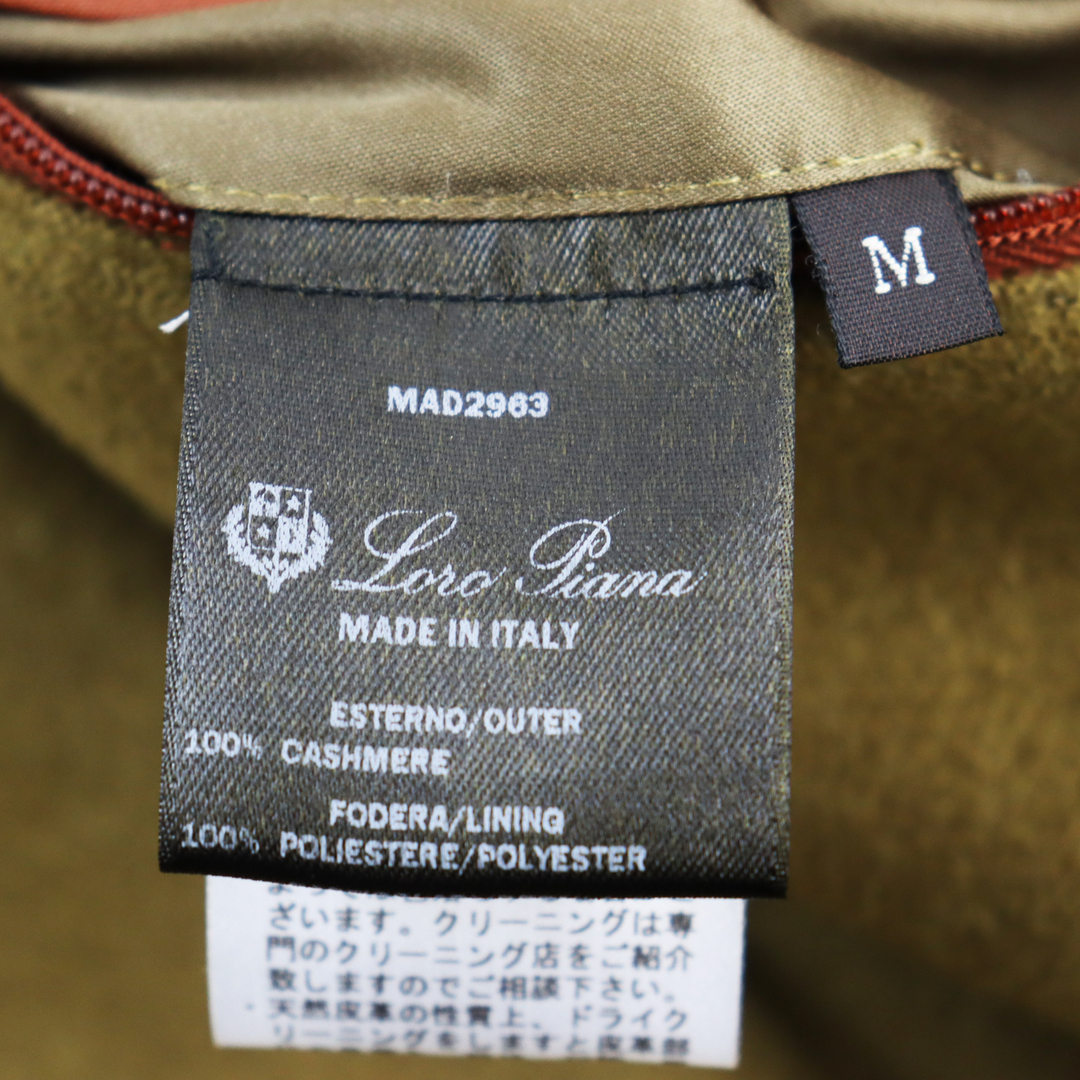 M
MAD2963
Loro Piana
MADE IN ITALY
ESTERNO/OUTER
100% CASHMERE
FODERA/LINING
100% POLIESTERE/POLYESTER
ざいます。クリーニングは専
門のクリーニング店をご紹介
致しますのでご相談下さい。
・天然皮革の性質上、ドライク
リーニングをしますと皮革部